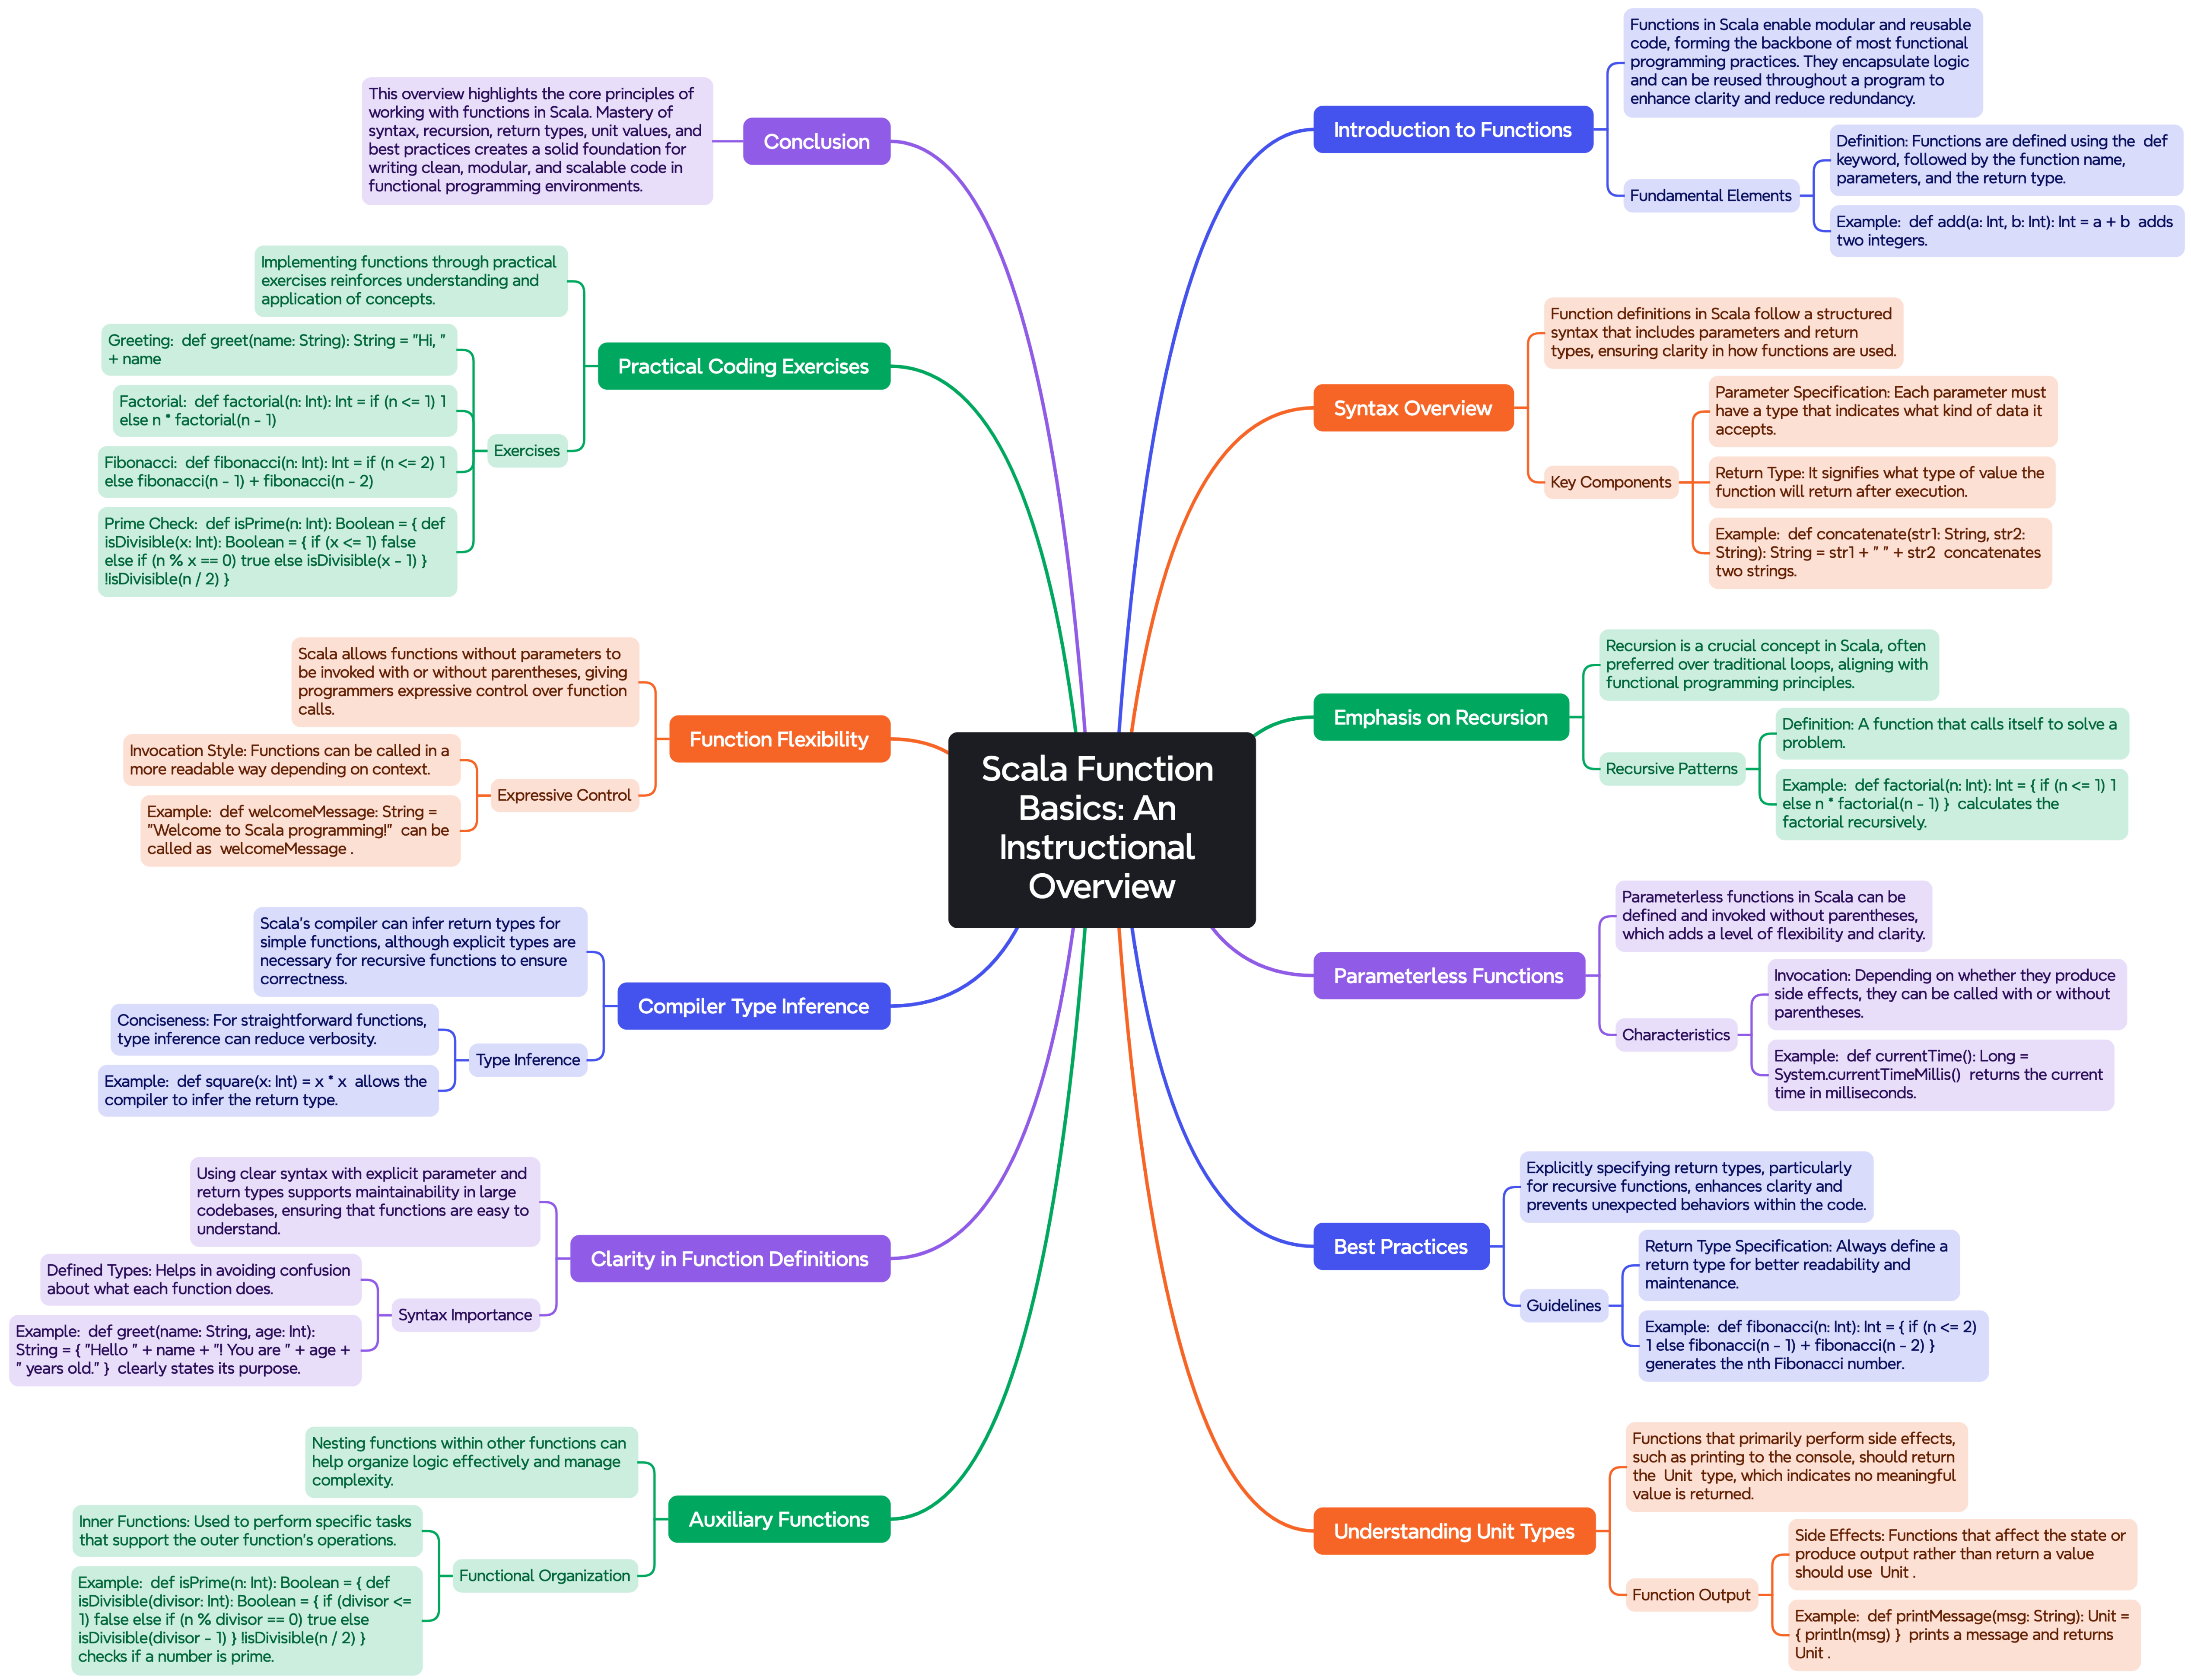 Scala Function
Basics: An
Instructional
Overview
Introduction to Functions
Functions in Scala enable modular and reusable
code, forming the backbone of most functional
programming practices. They encapsulate logic
and can be reused throughout a program to
enhance clarity and reduce redundancy.
Fundamental Elements
Definition: Functions are defined using the def
keyword, followed by the function name,
parameters, and the return type.
Example: def add(a: Int, b: Int): Int = a + b adds
two integers.
Syntax Overview
Function definitions in Scala follow a structured
syntax that includes parameters and return
types, ensuring clarity in how functions are used.
Key Components
Parameter Specification: Each parameter must
have a type that indicates what kind of data it
accepts.
Return Type: It signifies what type of value the
function will return after execution.
Example: def concatenate(str1: String, str2:
String): String = str1 + " " + str2 concatenates
two strings.
Emphasis on Recursion
Recursion is a crucial concept in Scala, often
preferred over traditional loops, aligning with
functional programming principles.
Recursive Patterns
Definition: A function that calls itself to solve a
problem.
Example: def factorial(n: Int): Int = { if (n <= 1) 1
else n * factorial(n - 1) } calculates the
factorial recursively.
Parameterless Functions
Parameterless functions in Scala can be
defined and invoked without parentheses,
which adds a level of flexibility and clarity.
Characteristics
Invocation: Depending on whether they produce
side effects, they can be called with or without
parentheses.
Example: def currentTime(): Long =
System.currentTimeMillis() returns the current
time in milliseconds.
Best Practices
Explicitly specifying return types, particularly
for recursive functions, enhances clarity and
prevents unexpected behaviors within the code.
Guidelines
Return Type Specification: Always define a
return type for better readability and
maintenance.
Example: def fibonacci(n: Int): Int = { if (n <= 2)
1 else fibonacci(n - 1) + fibonacci(n - 2) }
generates the nth Fibonacci number.
Understanding Unit Types
Functions that primarily perform side effects,
such as printing to the console, should return
the Unit type, which indicates no meaningful
value is returned.
Function Output
Side Effects: Functions that affect the state or
produce output rather than return a value
should use Unit .
Example: def printMessage(msg: String): Unit =
{ println(msg) } prints a message and returns
Unit .
Conclusion
This overview highlights the core principles of
working with functions in Scala. Mastery of
syntax, recursion, return types, unit values, and
best practices creates a solid foundation for
writing clean, modular, and scalable code in
functional programming environments.
Practical Coding Exercises
Implementing functions through practical
exercises reinforces understanding and
application of concepts.
Exercises
Greeting: def greet(name: String): String = "Hi, "
+ name
Factorial: def factorial(n: Int): Int = if (n <= 1) 1
else n * factorial(n - 1)
Fibonacci: def fibonacci(n: Int): Int = if (n <= 2) 1
else fibonacci(n - 1) + fibonacci(n - 2)
Prime Check: def isPrime(n: Int): Boolean = { def
isDivisible(x: Int): Boolean = { if (x <= 1) false
else if (n % x == 0) true else isDivisible(x - 1) }
!isDivisible(n / 2) }
Function Flexibility
Scala allows functions without parameters to
be invoked with or without parentheses, giving
programmers expressive control over function
calls.
Expressive Control
Invocation Style: Functions can be called in a
more readable way depending on context.
Example: def welcomeMessage: String =
"Welcome to Scala programming!" can be
called as welcomeMessage .
Compiler Type Inference
Scala's compiler can infer return types for
simple functions, although explicit types are
necessary for recursive functions to ensure
correctness.
Type Inference
Conciseness: For straightforward functions,
type inference can reduce verbosity.
Example: def square(x: Int) = x * x allows the
compiler to infer the return type.
Clarity in Function Definitions
Using clear syntax with explicit parameter and
return types supports maintainability in large
codebases, ensuring that functions are easy to
understand.
Syntax Importance
Defined Types: Helps in avoiding confusion
about what each function does.
Example: def greet(name: String, age: Int):
String = { "Hello " + name + "! You are " + age +
" years old." } clearly states its purpose.
Auxiliary Functions
Nesting functions within other functions can
help organize logic effectively and manage
complexity.
Functional Organization
Inner Functions: Used to perform specific tasks
that support the outer function's operations.
Example: def isPrime(n: Int): Boolean = { def
isDivisible(divisor: Int): Boolean = { if (divisor <=
1) false else if (n % divisor == 0) true else
isDivisible(divisor - 1) } !isDivisible(n / 2) }
checks if a number is prime.